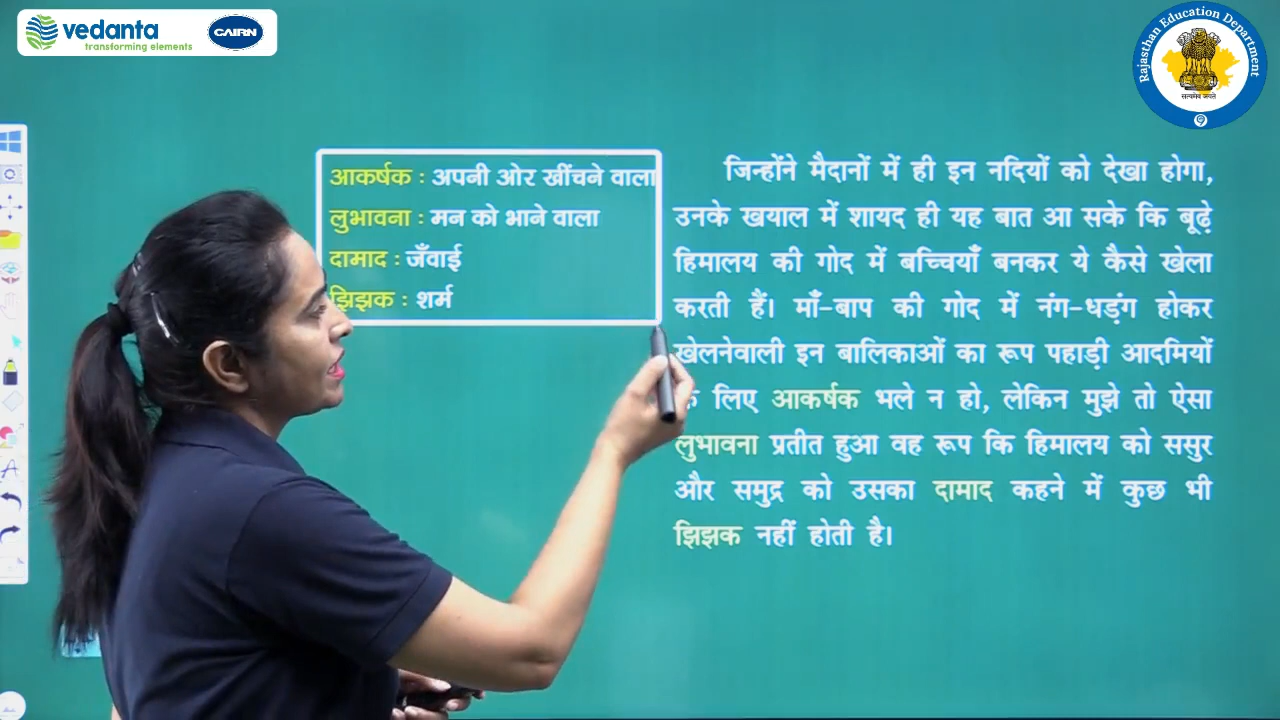 vedanta
transforming elements
CAIRN
Rajasthan Education Department
सत्यमेव जयते
आकर्षक : अपनी ओर खींचने वाला
लुभावना : मन को भाने वाला
दामाद : जँवाई
झिझक : शर्म
जिन्होंने मैदानों में ही इन नदियों को देखा होगा,
उनके खयाल में शायद ही यह बात आ सके कि बूढ़े
हिमालय की गोद में बच्चियाँ बनकर ये कैसे खेला
करती हैं। माँ-बाप की गोद में नंग-धड़ंग होकर
खेलनेवाली इन बालिकाओं का रूप पहाड़ी आदमियों
लिए आकर्षक भले न हो, लेकिन मुझे तो ऐसा
लुभावना प्रतीत हुआ वह रूप कि हिमालय को ससुर
और समुद्र को उसका दामाद कहने में कुछ भी
झिझक नहीं होती है।